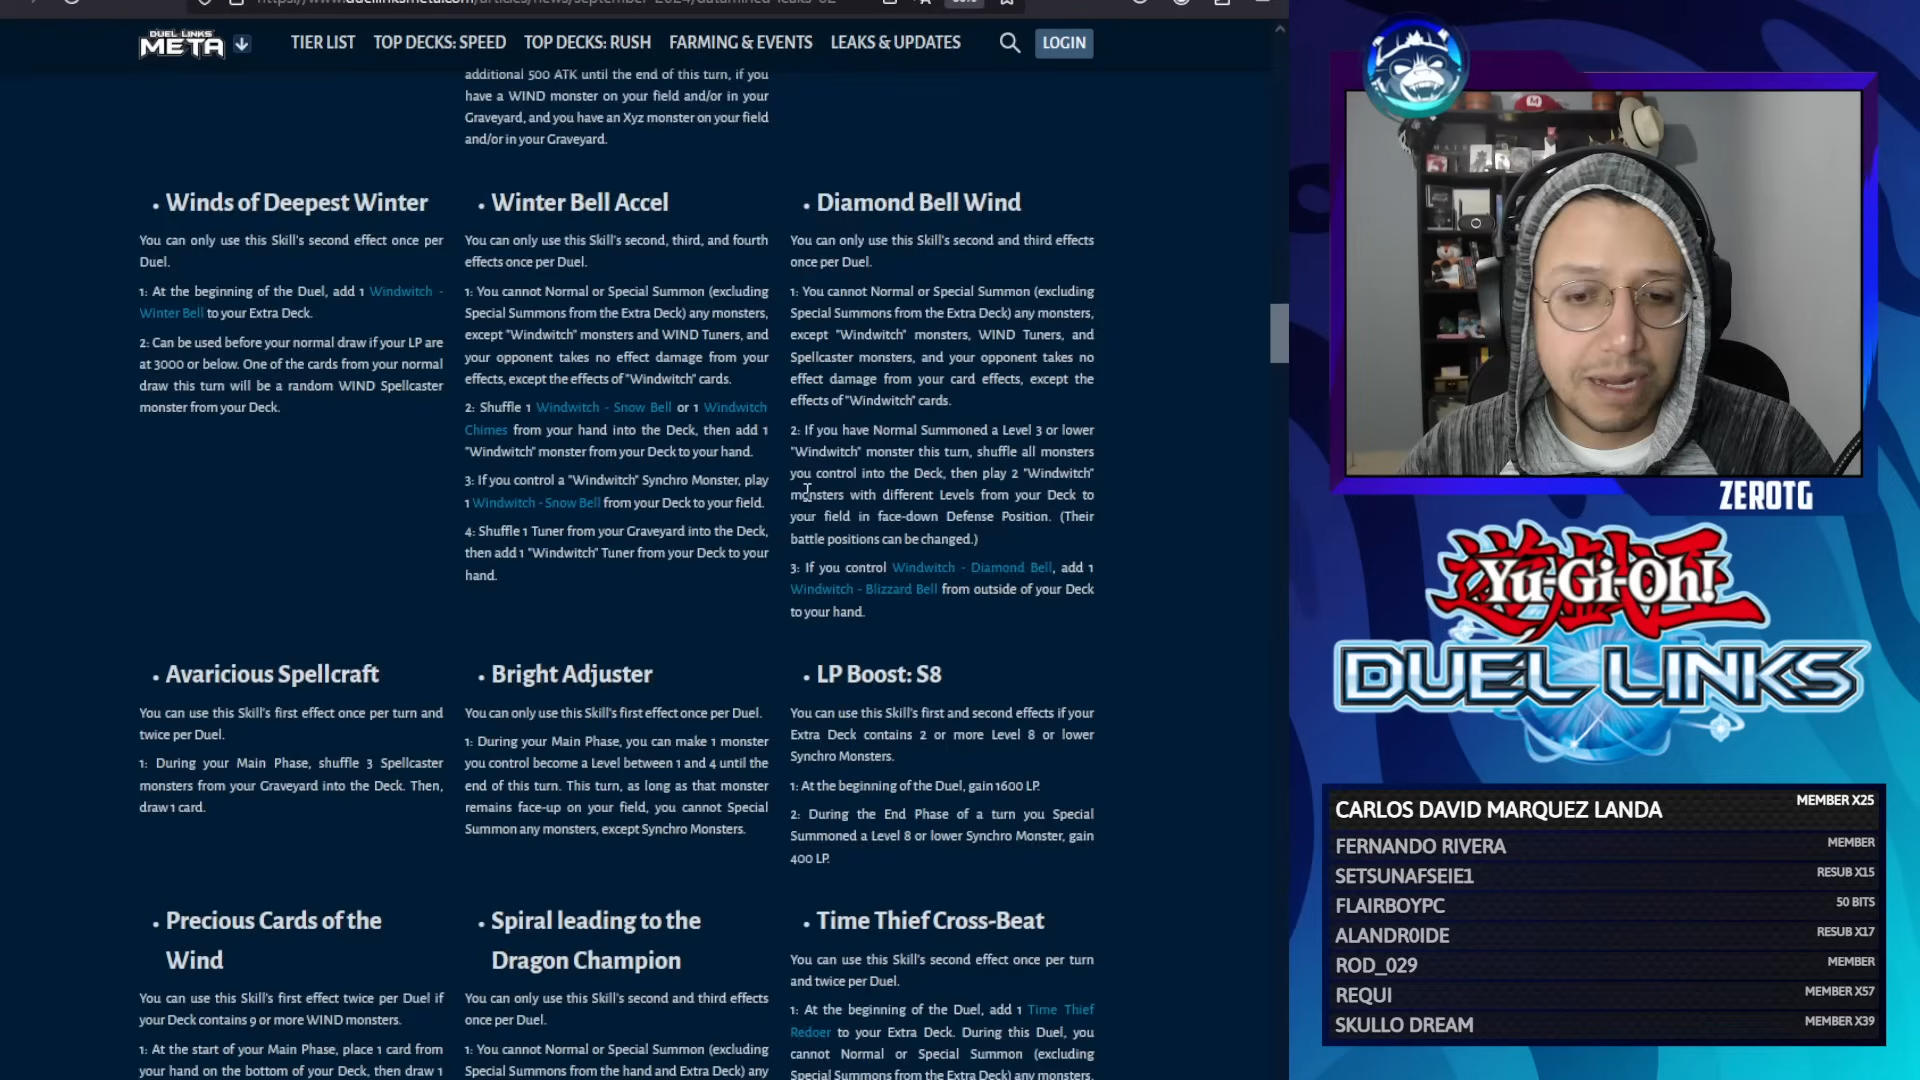 DUEL LINKS
META
TIER LIST
TOP DECKS: SPEED
TOP DECKS: RUSH
FARMING & EVENTS
LEAKS & UPDATES
LOGIN
additional 500 ATK until the end of this turn, if you
have a WIND monster on your field and/or in your
Graveyard, and you have an Xyz monster on your field
and/or in your Graveyard.
• Winds of Deepest Winter
You can only use this Skill's second effect once per
Duel.
1: At the beginning of the Duel, add 1 Windwitch -
Winter Bell to your Extra Deck.
2: Can be used before your normal draw if your LP are
at 3000 or below. One of the cards from your normal
draw this turn will be a random WIND Spellcaster
monster from your Deck.
• Winter Bell Accel
You can only use this Skill's second, third, and fourth
effects once per Duel.
1: You cannot Normal or Special Summon (excluding
Special Summons from the Extra Deck) any monsters,
except "Windwitch" monsters and WIND Tuners, and
your opponent takes no effect damage from your
effects, except the effects of "Windwitch" cards.
2: Shuffle 1 Windwitch - Snow Bell or 1 Windwitch
Chimes from your hand into the Deck, then add 1
"Windwitch" monster from your Deck to your hand.
3: If you control a "Windwitch" Synchro Monster, play
1 Windwitch - Snow Bell from your Deck to your field.
4: Shuffle 1 Tuner from your Graveyard into the Deck,
then add 1 "Windwitch" Tuner from your Deck to your
hand.
• Diamond Bell Wind
You can only use this Skill's second and third effects
once per Duel.
1: You cannot Normal or Special Summon (excluding
Special Summons from the Extra Deck) any monsters,
except "Windwitch" monsters, WIND Tuners, and
Spellcaster monsters, and your opponent takes no
effect damage from your card effects, except the
effects of "Windwitch" cards.
2: If you have Normal Summoned a Level 3 or lower
"Windwitch" monster this turn, shuffle all monsters
you control into the Deck, then play 2 "Windwitch"
monsters with different Levels from your Deck to
your field in face-down Defense Position. (Their
battle positions can be changed.)
3: If you control Windwitch - Diamond Bell, add 1
Windwitch - Blizzard Bell from outside of your Deck
to your hand.
• Avaricious Spellcraft
You can use this Skill's first effect once per turn and
twice per Duel.
1: During your Main Phase, shuffle 3 Spellcaster
monsters from your Graveyard into the Deck. Then,
draw 1 card.
• Bright Adjuster
You can only use this Skill's first effect once per Duel.
1: During your Main Phase, you can make 1 monster
you control become a Level between 1 and 4 until the
end of this turn. This turn, as long as that monster
remains face-up on your field, you cannot Special
Summon any monsters, except Synchro Monsters.
• LP Boost: S8
You can use this Skill's first and second effects if your
Extra Deck contains 2 or more Level 8 or lower
Synchro Monsters.
1: At the beginning of the Duel, gain 1600 LP.
2: During the End Phase of a turn you Special
Summoned a Level 8 or lower Synchro Monster, gain
400 LP.
• Precious Cards of the
Wind
You can use this Skill's first effect twice per Duel if
your Deck contains 9 or more WIND monsters.
1: At the start of your Main Phase, place 1 card from
your hand on the bottom of your Deck, then draw 1
• Spiral leading to the
Dragon Champion
You can only use this Skill's second and third effects
once per Duel.
1: You cannot Normal or Special Summon (excluding
Special Summons from the hand and Extra Deck) any
• Time Thief Cross-Beat
You can use this Skill's second effect once per turn
and twice per Duel.
1: At the beginning of the Duel, add 1 Time Thief
Redoer to your Extra Deck. During this Duel, you
cannot Normal or Special Summon (excluding
Special Summons from the Extra Deck) any monsters,
ZEROTG
遊戯王
Yu-Gi-Oh!
DUEL LINKS
CARLOS DAVID MARQUEZ LANDA MEMBER X25
FERNANDO RIVERA MEMBER
SETSUNAFSEIE1 RESUB X15
FLAIRBOYPC 50 BITS
ALANDR0IDE RESUB X17
ROD_029 MEMBER
REQUI MEMBER X57
SKULLO DREAM MEMBER X39